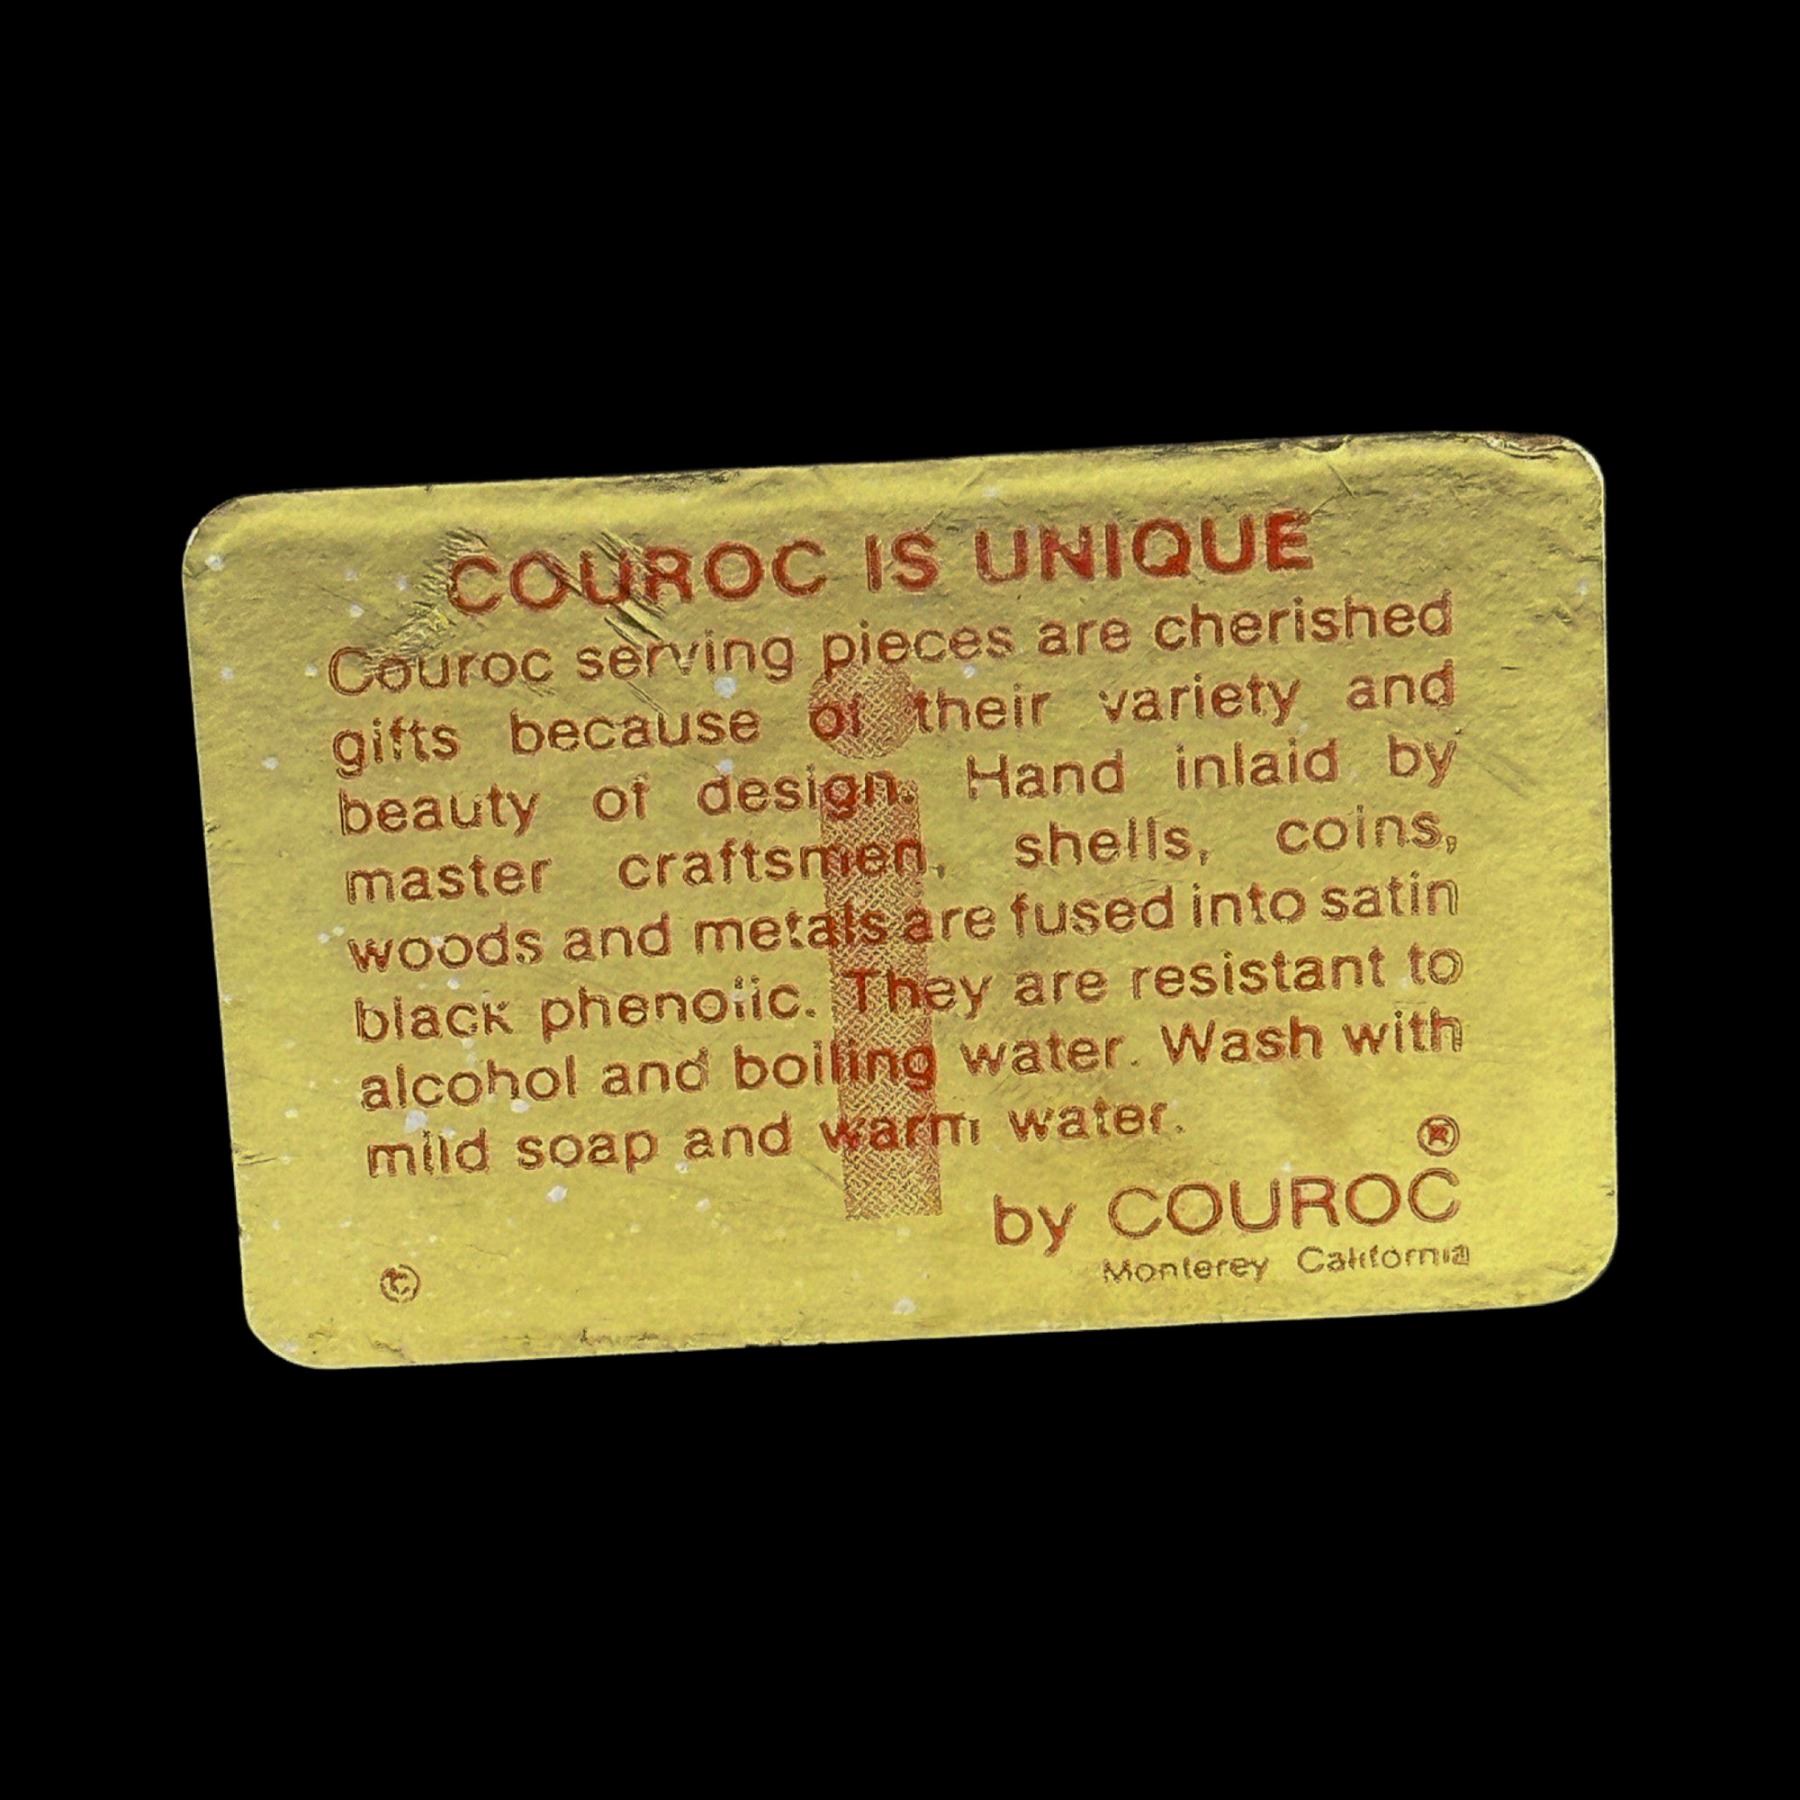 COUROC IS UNIQUE
Couroc serving pieces are cherished
gifts because of their variety and
beauty of design. Hand inlaid by
master craftsmen, shells, coins,
woods and metals are fused into satin
black phenolic. They are resistant to
alcohol and boiling water. Wash with
mild soap and warm water.
®
by COUROC
Monterey California
©